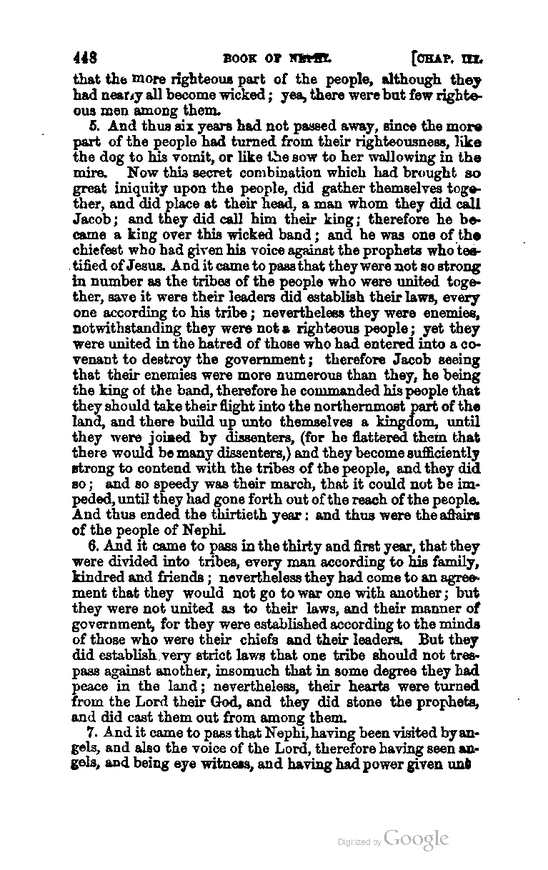 448 BOOK OF NEPHI. [CHAP. III.
that the more righteous part of the people, although they
had nearly all become wicked; yea, there were but few righte-
ous men among them.
5. And thus six years had not passed away, since the more
part of the people had turned from their righteousness, like
the dog to his vomit, or like the sow to her wallowing in the
mire. Now this secret combination which had brought so
great iniquity upon the people, did gather themselves toge-
ther, and did place at their head, a man whom they did call
Jacob; and they did call him their king; therefore he be-
came a king over this wicked band; and he was one of the
chiefest who had given his voice against the prophets who tes-
tified of Jesus. And it came to pass that they were not so strong
in number as the tribes of the people who were united toge-
ther, save it were their leaders did establish their laws, every
one according to his tribe; nevertheless they were enemies,
notwithstanding they were not a righteous people; yet they
were united in the hatred of those who had entered into a co-
venant to destroy the government; therefore Jacob seeing
that their enemies were more numerous than they, he being
the king of the band, therefore he commanded his people that
they should take their flight into the northernmost part of the
land, and there build up unto themselves a kingdom, until
they were joined by dissenters, (for he flattered them that
there would be many dissenters,) and they become sufficiently
strong to contend with the tribes of the people, and they did
so; and so speedy was their march, that it could not be im-
peded, until they had gone forth out of the reach of the people.
And thus ended the thirtieth year: and thus were the affairs
of the people of Nephi.
6. And it came to pass in the thirty and first year, that they
were divided into tribes, every man according to his family,
kindred and friends; nevertheless they had come to an agree-
ment that they would not go to war one with another; but
they were not united as to their laws, and their manner of
government, for they were established according to the minds
of those who were their chiefs and their leaders. But they
did establish very strict laws that one tribe should not tres-
pass against another, insomuch that in some degree they had
peace in the land; nevertheless, their hearts were turned
from the Lord their God, and they did stone the prophets,
and did cast them out from among them.
7. And it came to pass that Nephi, having been visited by an-
gels, and also the voice of the Lord, therefore having seen an-
gels, and being eye witness, and having had power given unt
Digitized by Google